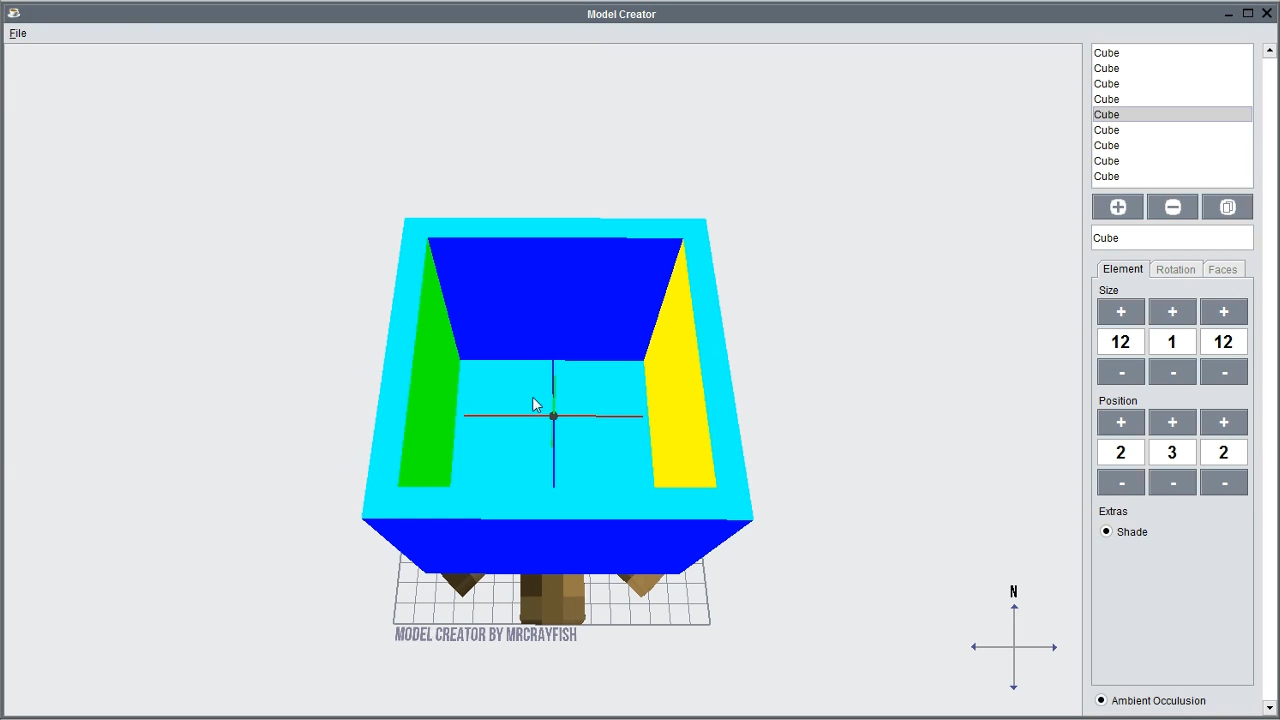 Model Creator
File
Cube
Cube
Cube
Cube
Cube
Cube
Cube
Cube
Cube
Cube
Element Rotation Faces
Size
+ + +
12 1 12
- - -
Position
+ + +
2 3 2
- - -
Extras
Shade
N
MODEL CREATOR BY MRCRAYFISH
Ambient Occulusion